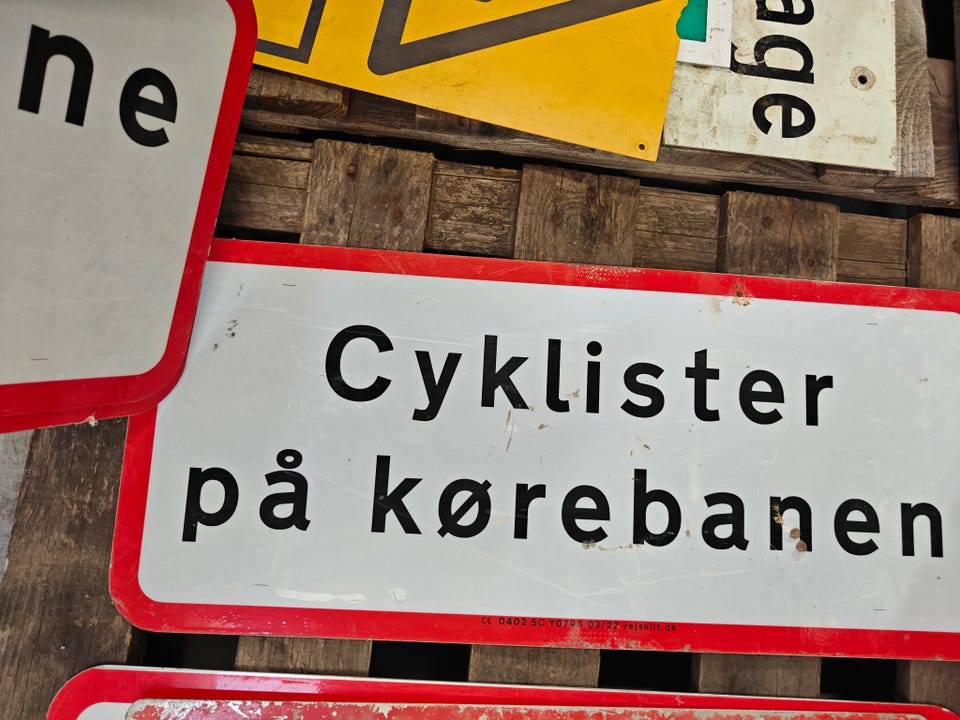 ne
age
Cyklister
på kørebanen
CE 0402 SC Y0794 03/22 vejskilt.dk